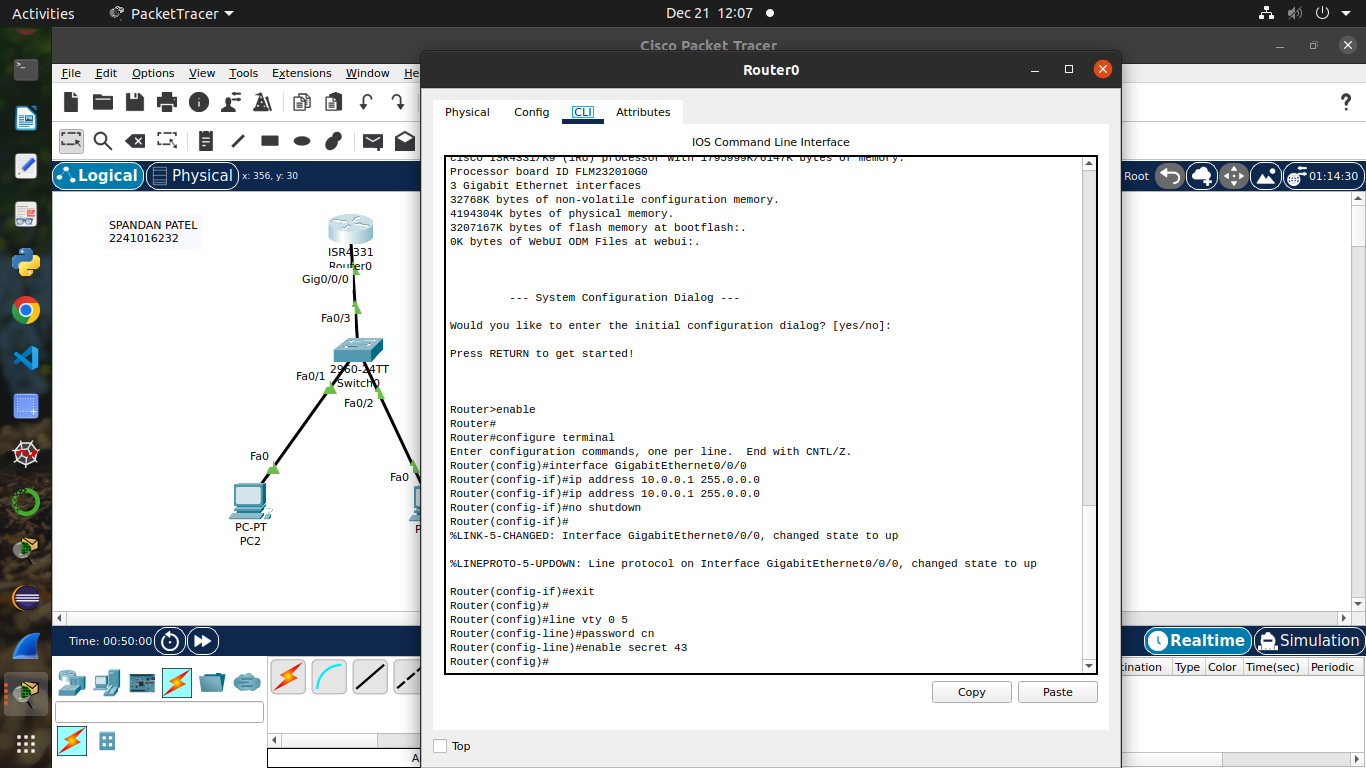 Activities
PacketTracer
Dec 21 12:07
Cisco Packet Tracer
File Edit Options View Tools Extensions Window He
Router0
Physical Config CLI Attributes
IOS Command Line Interface
Logical
Physical
x: 356, y: 30
Root
01:14:30
SPANDAN PATEL
2241016232
ISR4331
Router0
Gig0/0/0
Fa0/3
2960-24TT
Switch0
Fa0/1
Fa0/2
Fa0
Fa0
PC-PT
PC2
P
cisco ISR4331/K9 (1RU) processor with 1795999K/6147K bytes of memory.
Processor board ID FLM232010G0
3 Gigabit Ethernet interfaces
32768K bytes of non-volatile configuration memory.
4194304K bytes of physical memory.
3207167K bytes of flash memory at bootflash:.
0K bytes of WebUI ODM Files at webui:.
--- System Configuration Dialog ---
Would you like to enter the initial configuration dialog? [yes/no]:
Press RETURN to get started!
Router>enable
Router#
Router#configure terminal
Enter configuration commands, one per line.  End with CNTL/Z.
Router(config)#interface GigabitEthernet0/0/0
Router(config-if)#ip address 10.0.0.1 255.0.0.0
Router(config-if)#ip address 10.0.0.1 255.0.0.0
Router(config-if)#no shutdown
Router(config-if)#
%LINK-5-CHANGED: Interface GigabitEthernet0/0/0, changed state to up
%LINEPROTO-5-UPDOWN: Line protocol on Interface GigabitEthernet0/0/0, changed state to up
Router(config-if)#exit
Router(config)#
Router(config)#line vty 0 5
Router(config-line)#password cn
Router(config-line)#enable secret 43
Router(config)#
Copy Paste
Top
Time: 00:50:00
Realtime
Simulation
cination Type Color Time(sec) Periodic
A